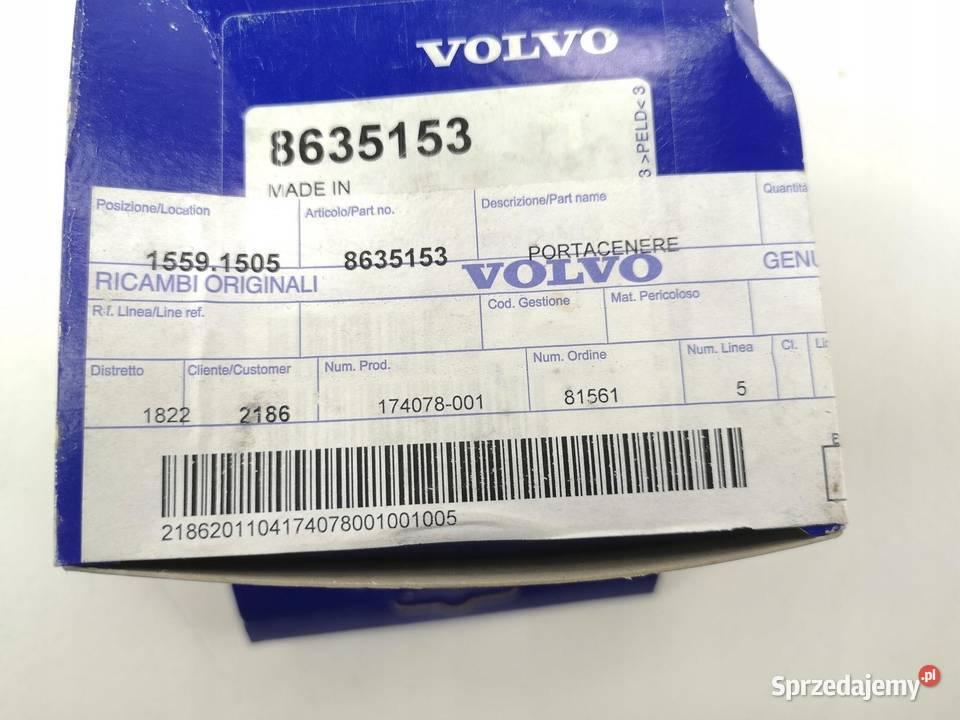 VOLVO
8635153
MADE IN
3 >PELD< 3
Posizione/Location Articolo/Part no. Descrizione/Part name Quantità
1559.1505 8635153 PORTACENERE
RICAMBI ORIGINALI VOLVO GENU
Rif. Linea/Line ref. Cod. Gestione Mat. Pericoloso
Distretto Cliente/Customer Num. Prod. Num. Ordine Num. Linea Cl.
1822 2186 174078-001 81561 5
2186201104174078001001005
Sprzedajemy.pl